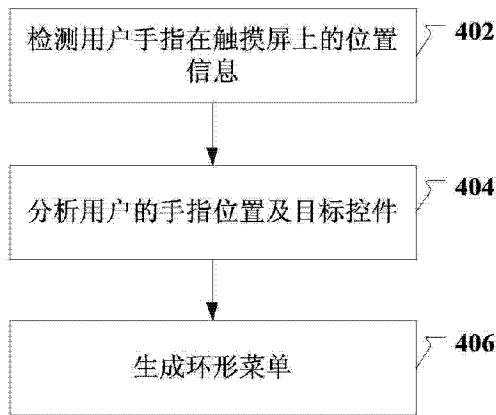 检测用户手指在触摸屏上的位置
信息
402
分析用户的手指位置及目标控件
404
生成环形菜单
406